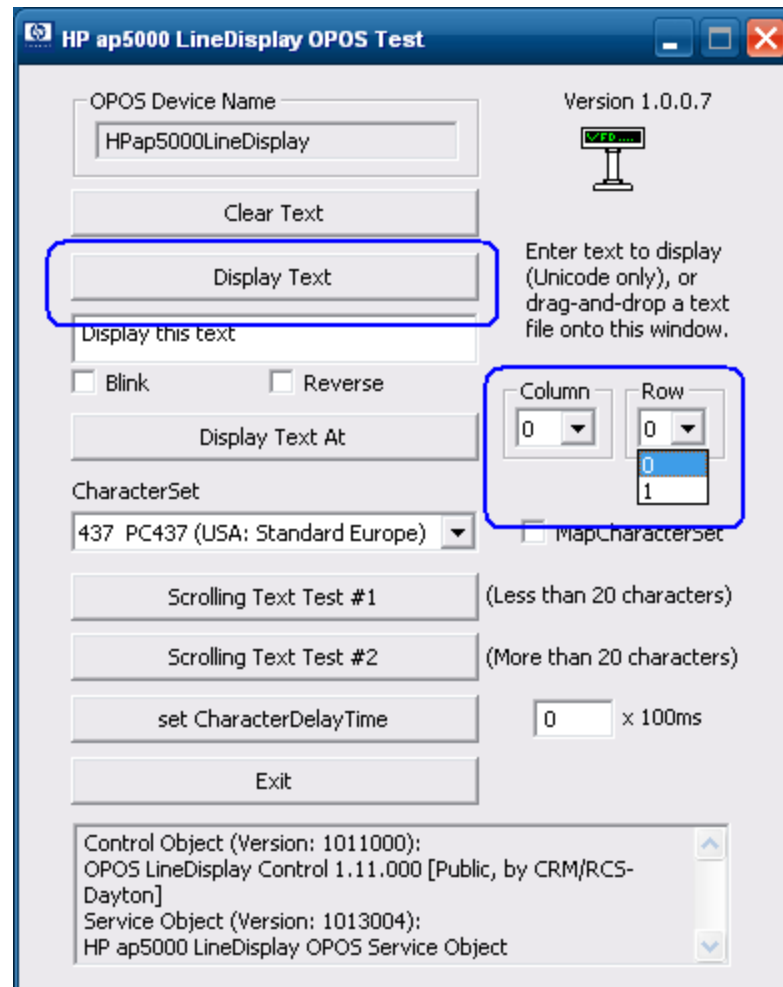 HP ap5000 LineDisplay OPOS Test
OPOS Device Name
Version 1.0.0.7
HPap5000LineDisplay
VFD....
Clear Text
Display Text
Enter text to display
(Unicode only), or
drag-and-drop a text
file onto this window.
Display this text
Blink
Reverse
Column
Row
0
0
0
1
Display Text At
CharacterSet
437 PC437 (USA: Standard Europe)
MapCharacterSet
Scrolling Text Test #1
(Less than 20 characters)
Scrolling Text Test #2
(More than 20 characters)
set CharacterDelayTime
0
x 100ms
Exit
Control Object (Version: 1011000):
OPOS LineDisplay Control 1.11.000 [Public, by CRM/RCS-
Dayton]
Service Object (Version: 1013004):
HP ap5000 LineDisplay OPOS Service Object